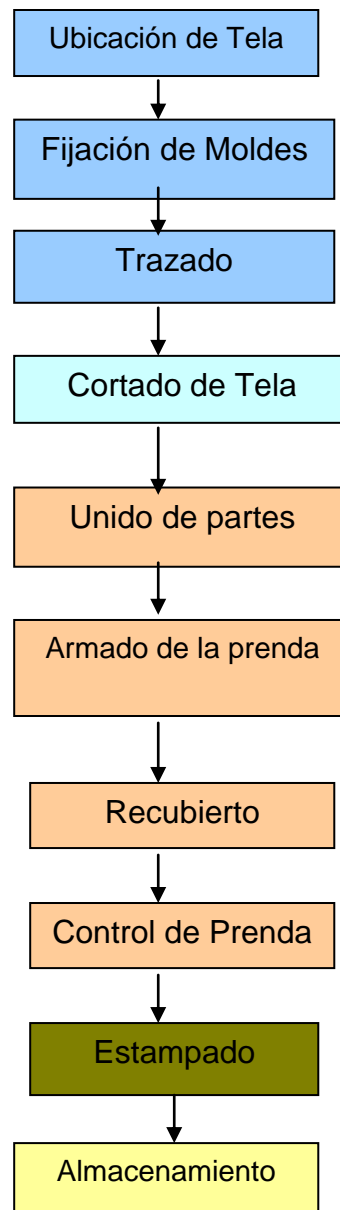 Ubicación de Tela
Fijación de Moldes
Trazado
Cortado de Tela
Unido de partes
Armado de la prenda
Recubierto
Control de Prenda
Estampado
Almacenamiento